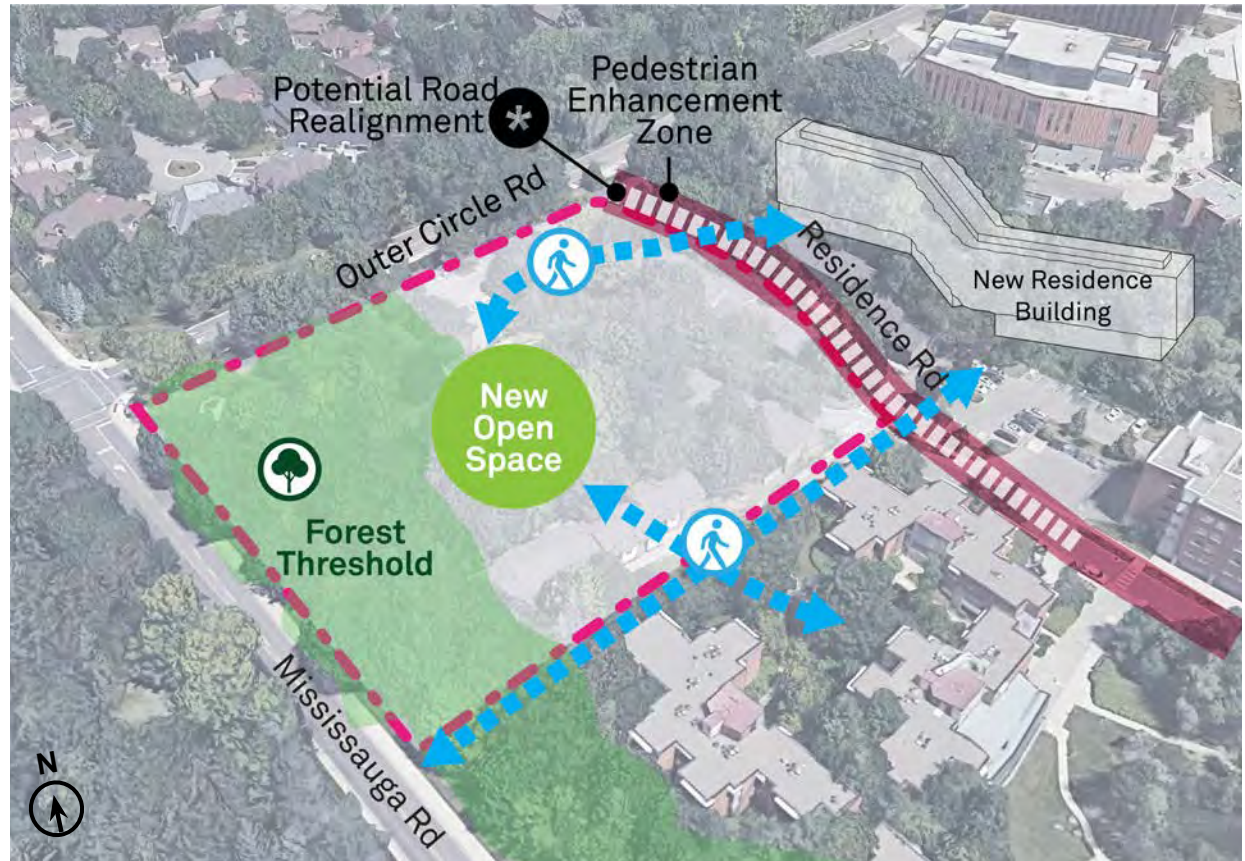 Potential Road
Realignment
*
Pedestrian
Enhancement
Zone
Outer Circle Rd
Residence Rd
New Residence
Building
New
Open
Space
Forest
Threshold
Mississauga Rd
N